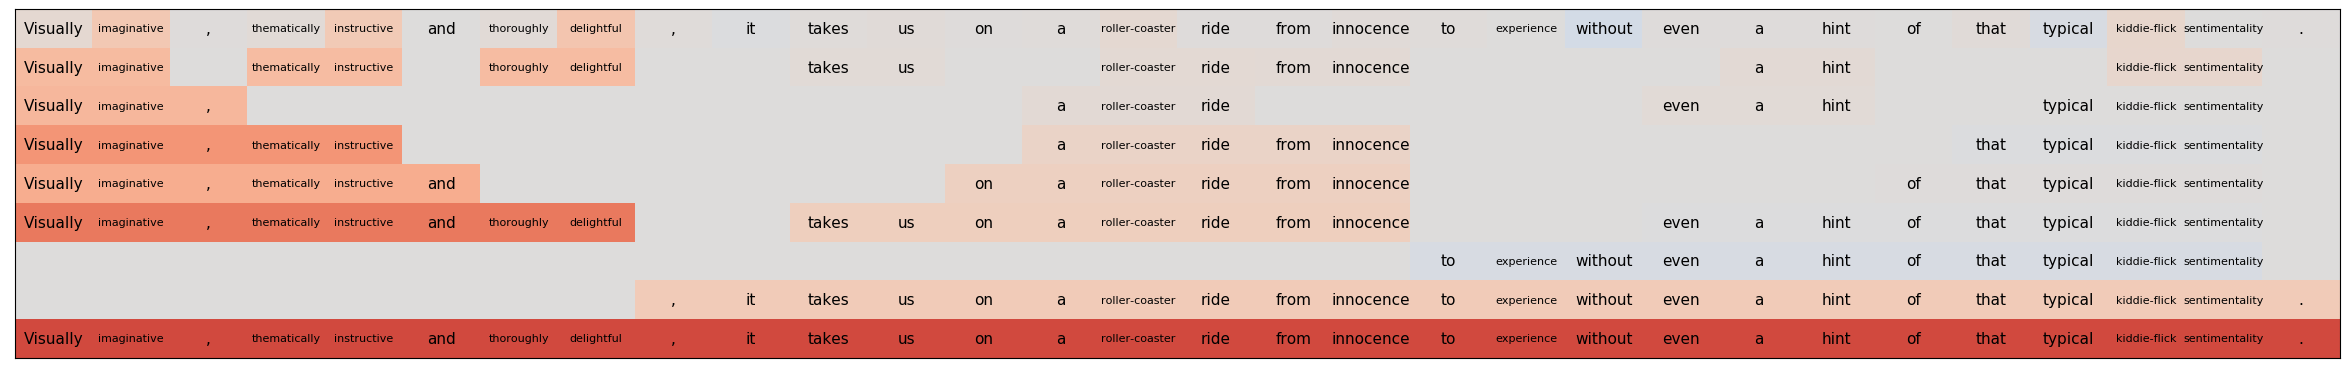 Visually imaginative , thematically instructive and thoroughly delightful , it takes us on a roller-coaster ride from innocence to experience without even a hint of that typical kiddie-flick sentimentality .
Visually imaginative thematically instructive thoroughly delightful takes us roller-coaster ride from innocence a hint kiddie-flick sentimentality
Visually imaginative , a roller-coaster ride even a hint typical kiddie-flick sentimentality
Visually imaginative , thematically instructive a roller-coaster ride from innocence that typical kiddie-flick sentimentality
Visually imaginative , thematically instructive and on a roller-coaster ride from innocence of that typical kiddie-flick sentimentality
Visually imaginative , thematically instructive and thoroughly delightful takes us on a roller-coaster ride from innocence even a hint of that typical kiddie-flick sentimentality
to experience without even a hint of that typical kiddie-flick sentimentality
, it takes us on a roller-coaster ride from innocence to experience without even a hint of that typical kiddie-flick sentimentality .
Visually imaginative , thematically instructive and thoroughly delightful , it takes us on a roller-coaster ride from innocence to experience without even a hint of that typical kiddie-flick sentimentality .